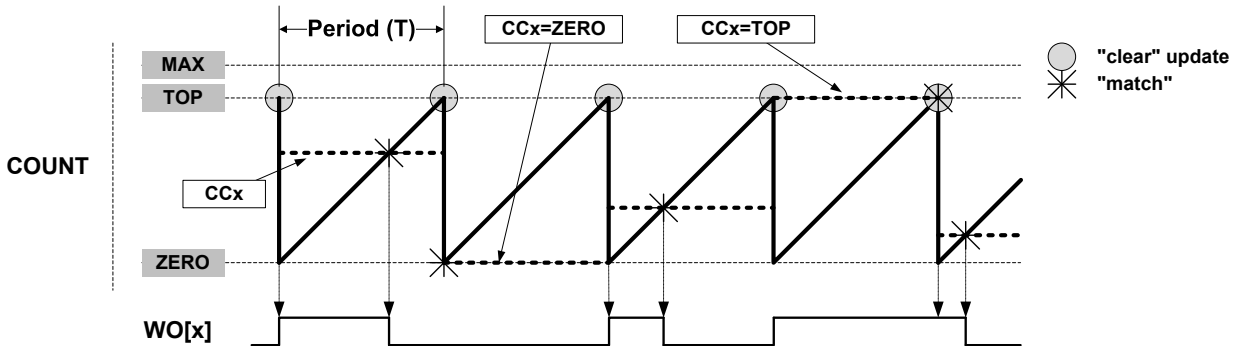 Period (T)
CCx=ZERO
CCx=TOP
"clear" update
"match"
MAX
TOP
COUNT
CCx
ZERO
WO[x]